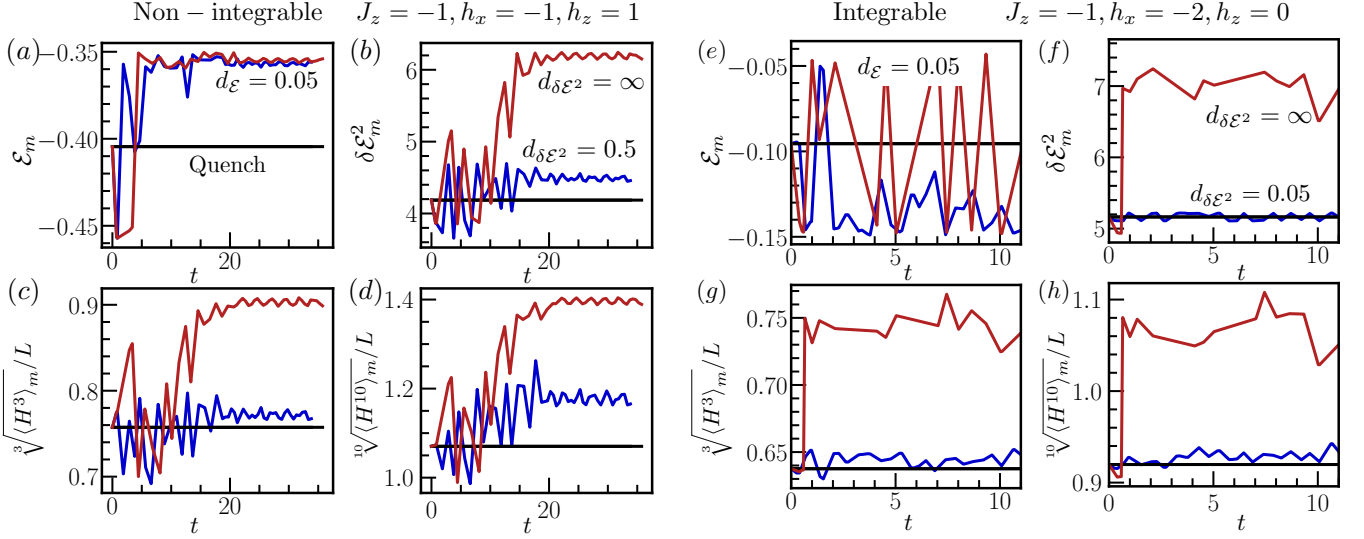 Non − integrable
J_z = −1, h_x = −1, h_z = 1
Integrable
J_z = −1, h_x = −2, h_z = 0
(a)
−0.35
−0.40
−0.45
ℰ_m
d_ℰ = 0.05
Quench
0
20
t
(b)
6
5
4
δℰ²_m
d_δℰ² = ∞
d_δℰ² = 0.5
0
20
t
(c)
0.9
0.8
0.7
∛⟨H³⟩_m/L
0
20
t
(d)
1.4
1.2
1.0
¹⁰√⟨H¹⁰⟩_m/L
0
20
t
(e)
−0.05
−0.10
−0.15
ℰ_m
d_ℰ = 0.05
0
5
10
t
(f)
7
6
5
δℰ²_m
d_δℰ² = ∞
d_δℰ² = 0.05
0
5
10
t
(g)
0.75
0.70
0.65
∛⟨H³⟩_m/L
0
5
10
t
(h)
1.1
1.0
0.9
¹⁰√⟨H¹⁰⟩_m/L
0
5
10
t